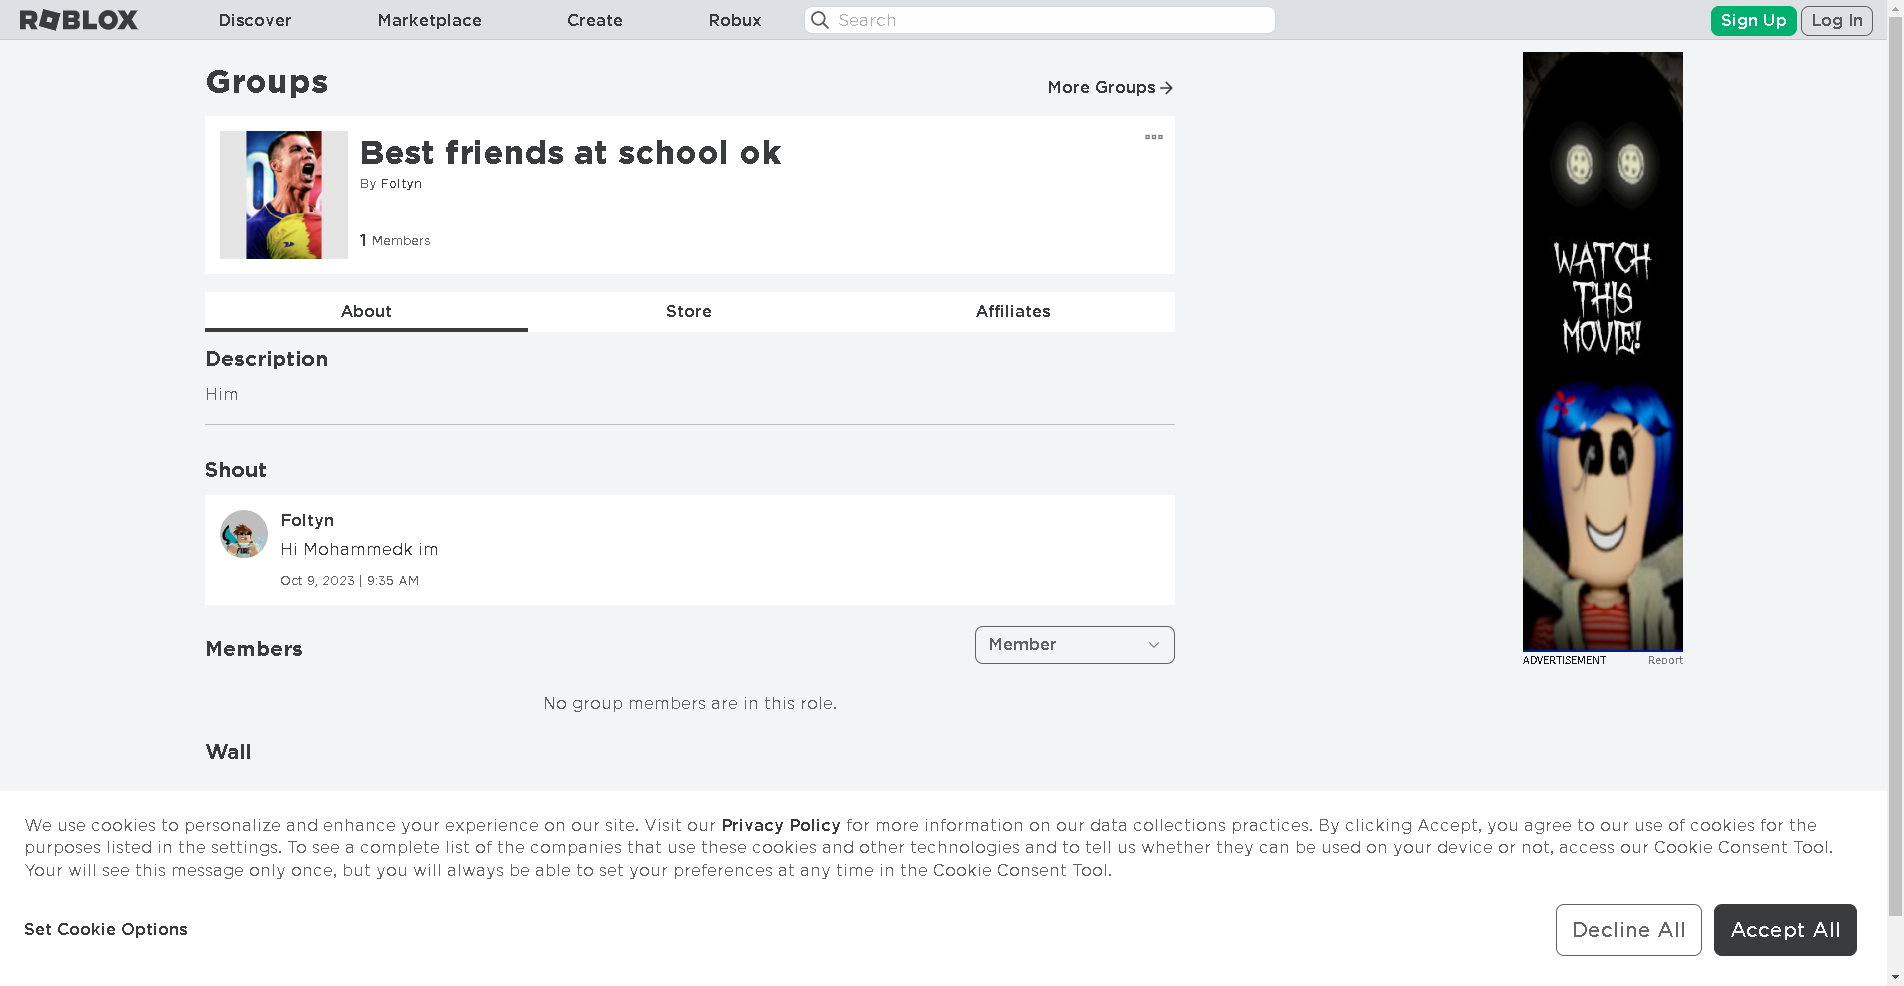 ROBLOX
Discover
Marketplace
Create
Robux
Search
Sign Up
Log In
Groups
More Groups
Best friends at school ok
By Foltyn
1 Members
About
Store
Affiliates
Description
Him
Shout
Foltyn
Hi Mohammedk im
Oct 9, 2023 | 9:35 AM
Members
Member
No group members are in this role.
Wall
WATCH
THIS
MOVIE!
ADVERTISEMENT
Report
We use cookies to personalize and enhance your experience on our site. Visit our Privacy Policy for more information on our data collections practices. By clicking Accept, you agree to our use of cookies for the
purposes listed in the settings. To see a complete list of the companies that use these cookies and other technologies and to tell us whether they can be used on your device or not, access our Cookie Consent Tool.
Your will see this message only once, but you will always be able to set your preferences at any time in the Cookie Consent Tool.
Set Cookie Options
Decline All
Accept All